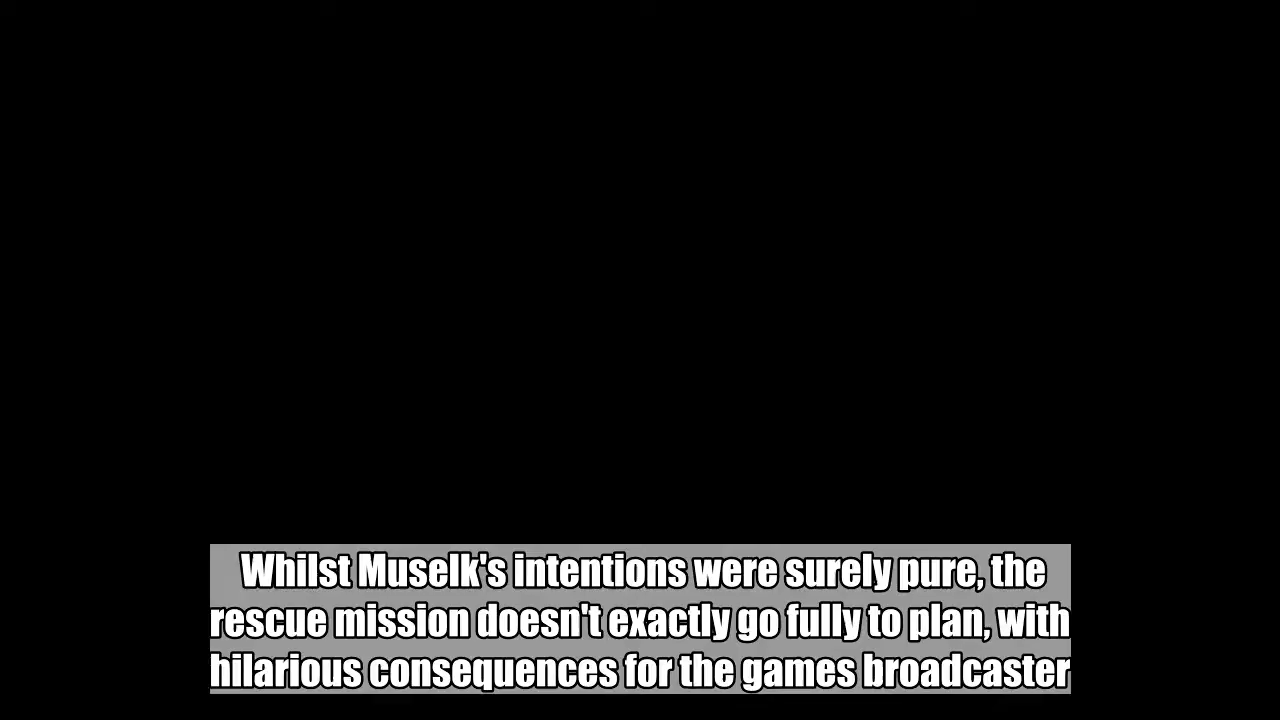 Whilst Muselk's intentions were surely pure, the
rescue mission doesn't exactly go fully to plan, with
hilarious consequences for the games broadcaster